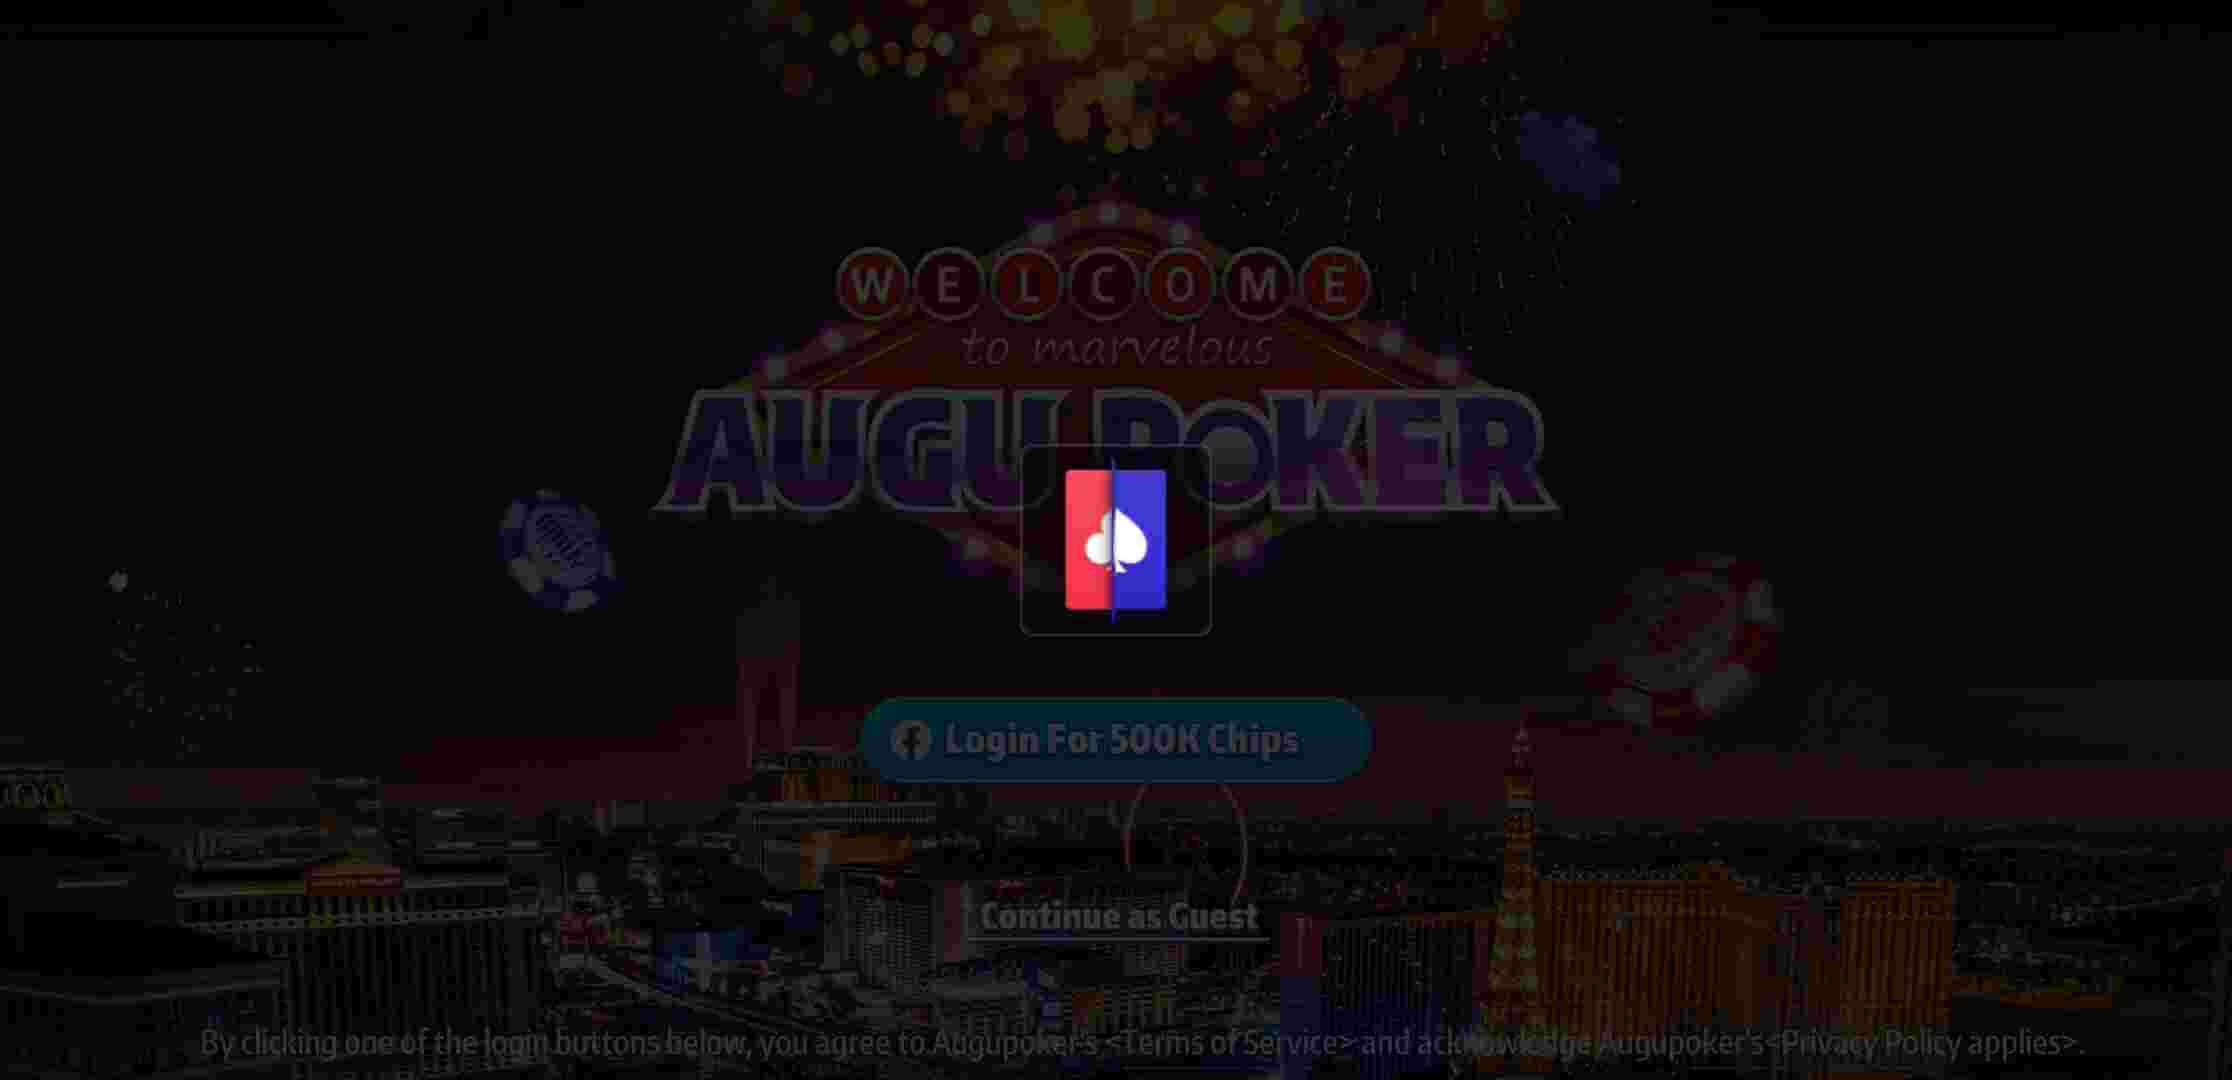 WELCOME
to marvelous
AUGU POKER
Login For 500K Chips
Continue as Guest
By clicking one of the login buttons below, you agree to Augupoker's <Terms of Service> and acknowledge Augupoker's<Privacy Policy applies>.